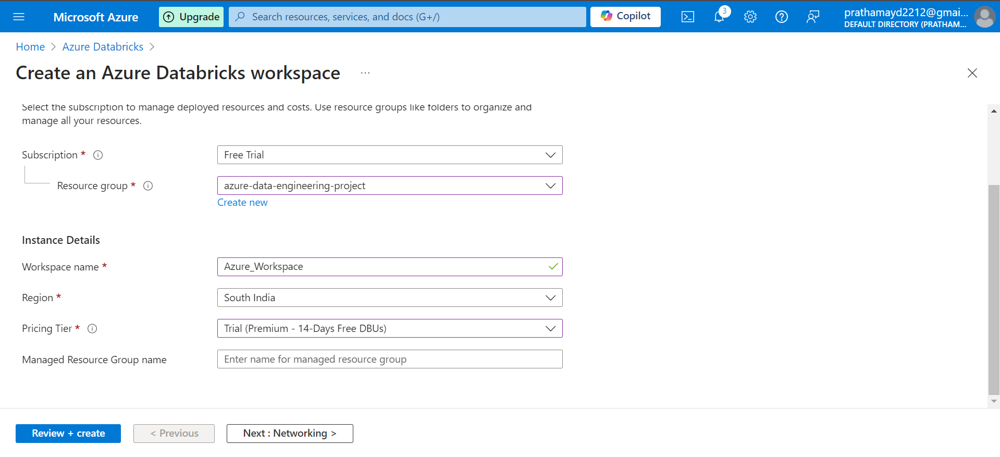 Microsoft Azure
Upgrade
Search resources, services, and docs (G+/)
Copilot
3
prathamayd2212@gmai...
DEFAULT DIRECTORY (PRATHAM...
Home > Azure Databricks >
Create an Azure Databricks workspace ...
Select the subscription to manage deployed resources and costs. Use resource groups like folders to organize and
manage all your resources.
Subscription *
Free Trial
Resource group *
azure-data-engineering-project
Create new
Instance Details
Workspace name *
Azure_Workspace
Region *
South India
Pricing Tier *
Trial (Premium - 14-Days Free DBUs)
Managed Resource Group name
Enter name for managed resource group
Review + create
< Previous
Next : Networking >